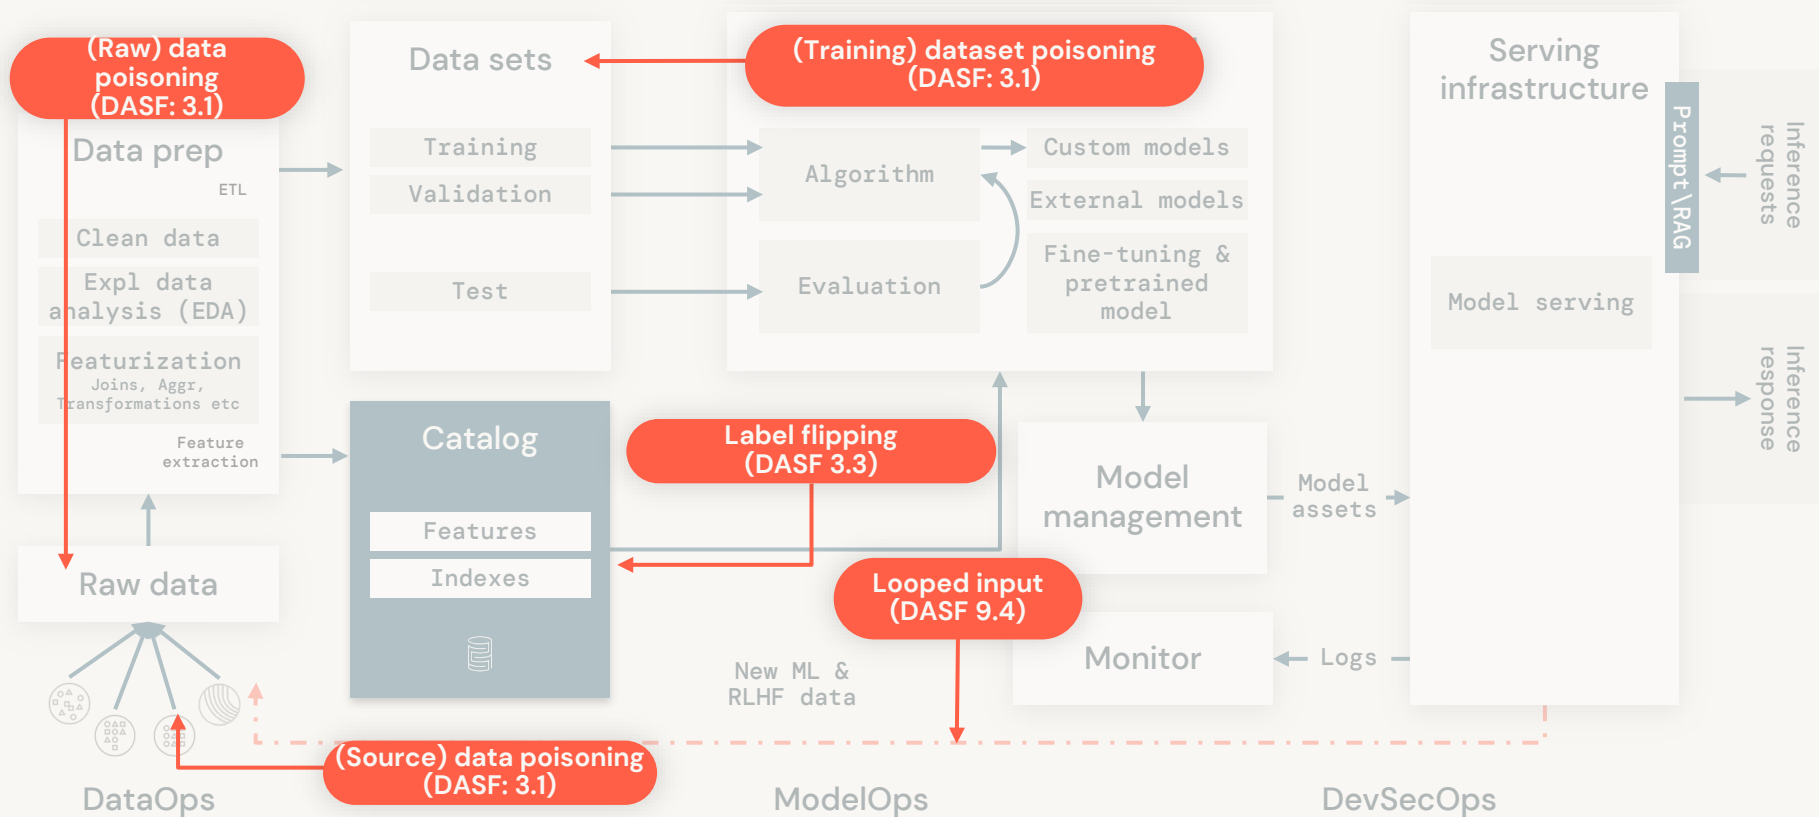 (Raw) data
poisoning
(DASF: 3.1)
Data prep
ETL
Clean data
Expl data
analysis (EDA)
Featurization
Joins, Aggr,
Transformations etc
Feature
extraction
Raw data
Data sets
Training
Validation
Test
(Training) dataset poisoning
(DASF: 3.1)
Algorithm
Evaluation
Custom models
External models
Fine-tuning &
pretrained
model
Catalog
Features
Indexes
Label flipping
(DASF 3.3)
Model
management
Model
assets
Looped input
(DASF 9.4)
Monitor
Logs
New ML &
RLHF data
(Source) data poisoning
(DASF: 3.1)
Serving
infrastructure
Prompt\RAG
Model serving
Inference
requests
Inference
response
DataOps
ModelOps
DevSecOps